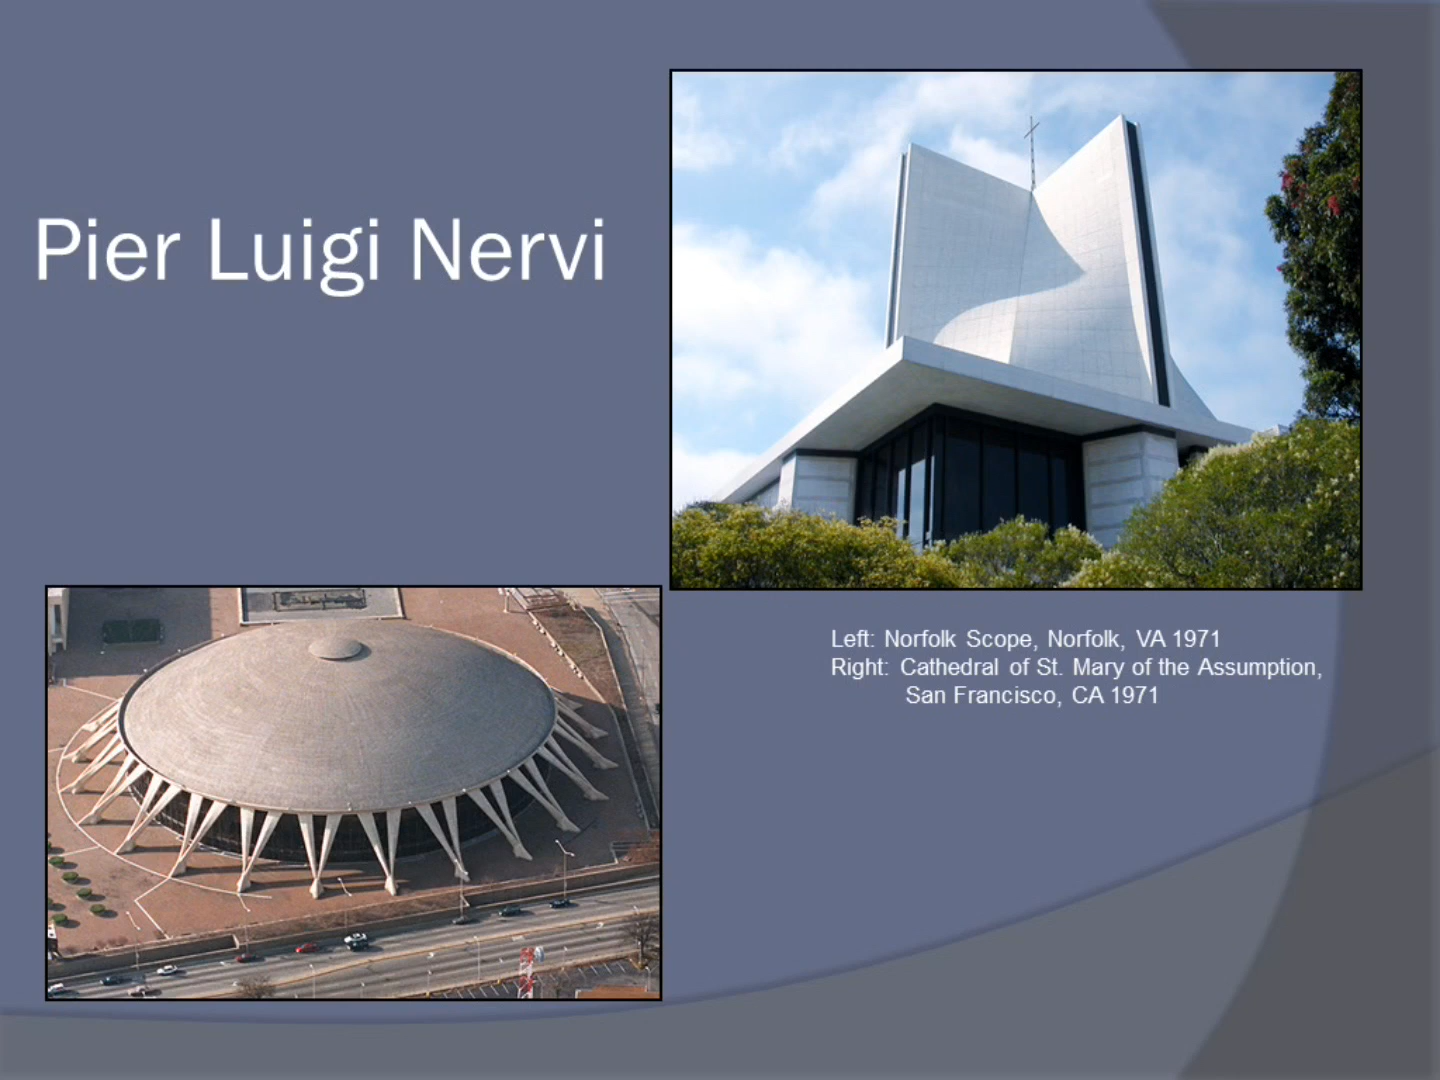 Pier Luigi Nervi
Left: Norfolk Scope, Norfolk, VA 1971
Right: Cathedral of St. Mary of the Assumption,
San Francisco, CA 1971